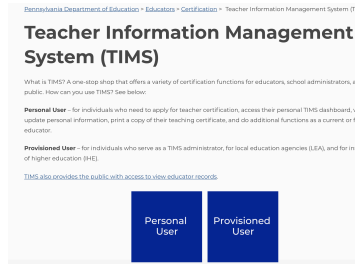 Pennsylvania Department of Education > Educators > Certification > Teacher Information Management System (T
Teacher Information Management
System (TIMS)
What is TIMS? A one-stop shop that offers a variety of certification functions for educators, school administrators, a
public. How can you use TIMS? See below:
Personal User – for individuals who need to apply for teacher certification, access their personal TIMS dashboard, v
update personal information, print a copy of their teaching certificate, and do additional functions as a current or f
educator.
Provisioned User – for individuals who serve as a TIMS administrator, for local education agencies (LEA), and for in
of higher education (IHE).
TIMS also provides the public with access to view educator records.
Personal User
Provisioned User